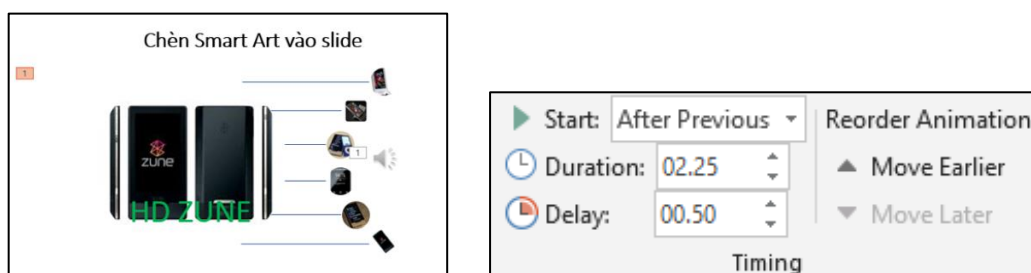 Chèn Smart Art vào slide
1
zune
1
HD ZUNE
Start: After Previous
Reorder Animation
Duration: 02.25
Move Earlier
Delay: 00.50
Move Later
Timing